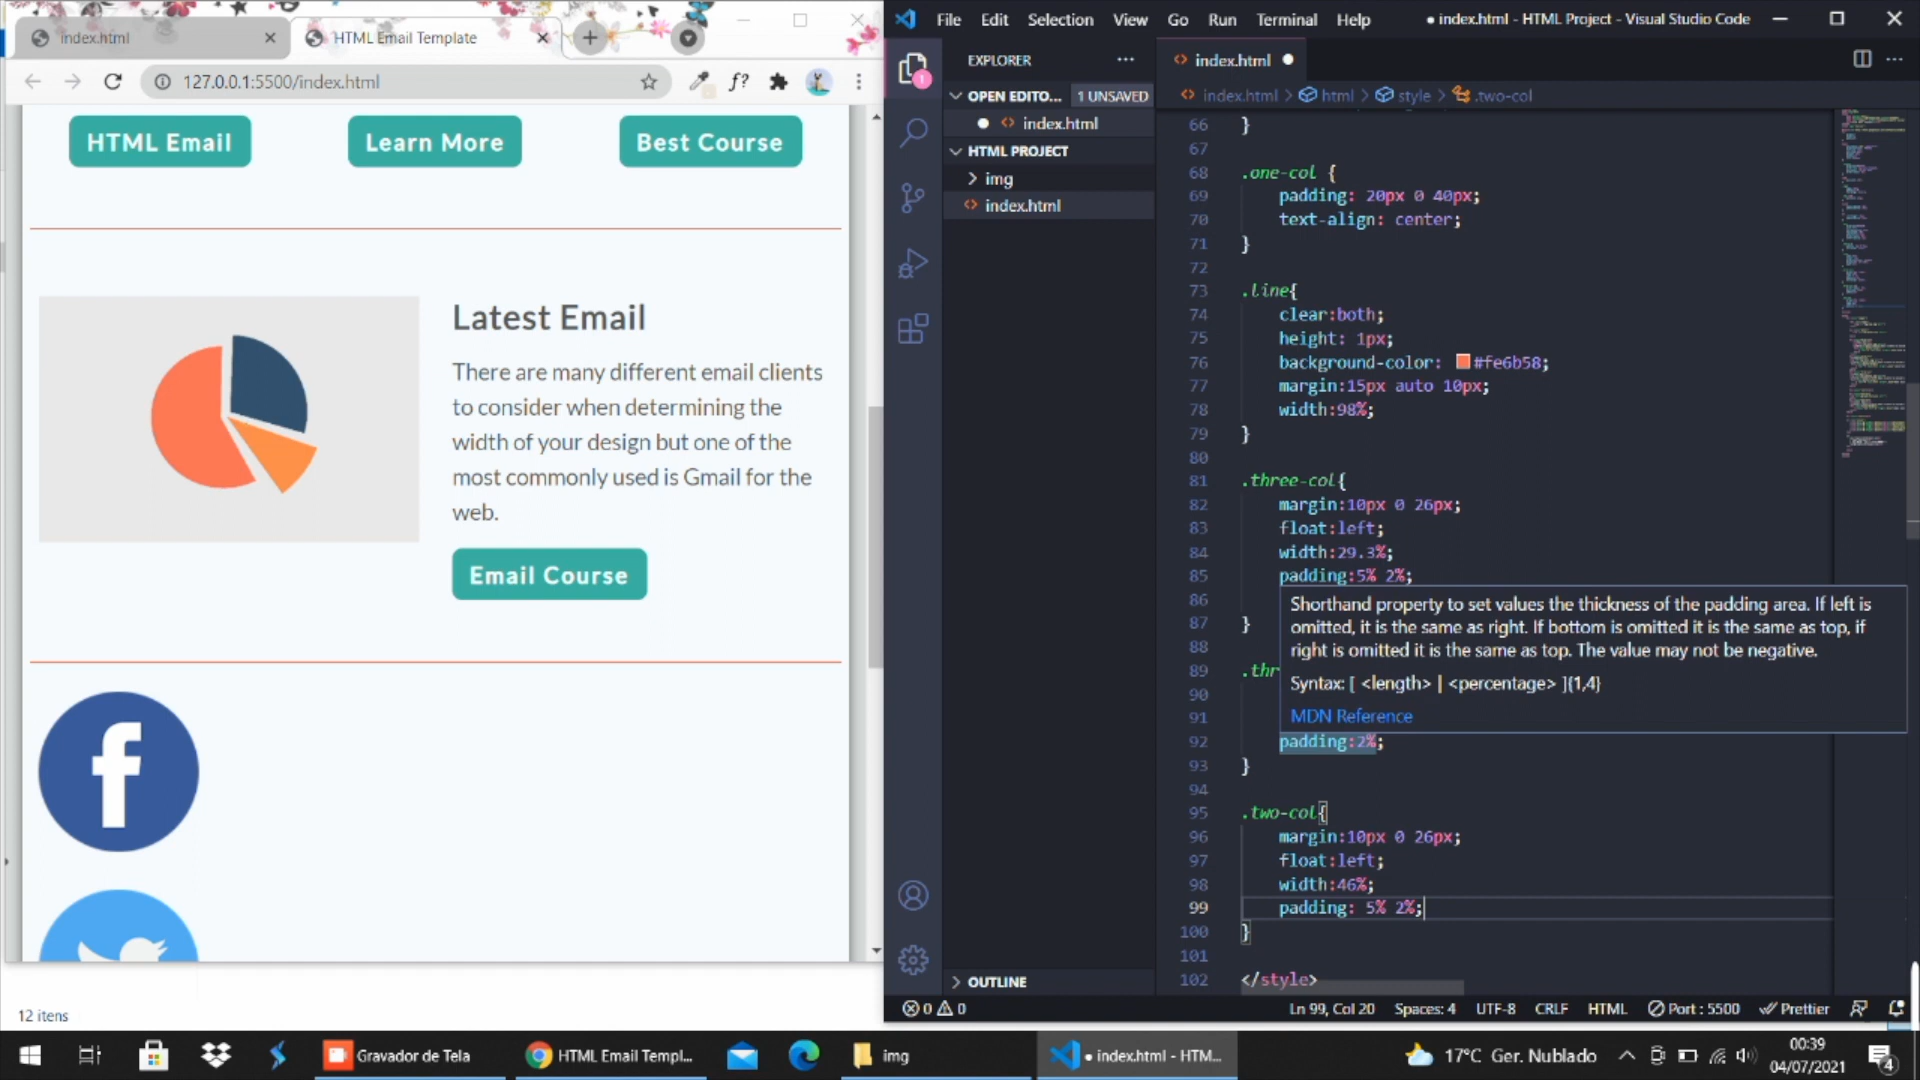 index.html
HTML Email Template
127.0.0.1:5500/index.html
f?
HTML Email
Learn More
Best Course
Latest Email
There are many different email clients
to consider when determining the
width of your design but one of the
most commonly used is Gmail for the
web.
Email Course
12 itens
File Edit Selection View Go Run Terminal Help
● index.html - HTML Project - Visual Studio Code
EXPLORER
OPEN EDITO... 1 UNSAVED
index.html
HTML PROJECT
img
index.html
OUTLINE
1
index.html
index.html > html > style > .two-col
66 }
67
68 .one-col {
69 padding: 20px 0 40px;
70 text-align: center;
71 }
72
73 .line{
74 clear:both;
75 height: 1px;
76 background-color: #fe6b58;
77 margin:15px auto 10px;
78 width:98%;
79 }
80
81 .three-col{
82 margin:10px 0 26px;
83 float:left;
84 width:29.3%;
85 padding:5% 2%;
86
87 }
88
89 .thr
90
91
Shorthand property to set values the thickness of the padding area. If left is
omitted, it is the same as right. If bottom is omitted it is the same as top, if
right is omitted it is the same as top. The value may not be negative.
Syntax: [ <length> | <percentage> ]{1,4}
MDN Reference
92 padding:2%;
93 }
94
95 .two-col{
96 margin:10px 0 26px;
97 float:left;
98 width:46%;
99 padding: 5% 2%;
100 }
101
102 </style>
0 0
Ln 99, Col 20 Spaces: 4 UTF-8 CRLF HTML Port : 5500 Prettier
Gravador de Tela
HTML Email Templ...
img
● index.html - HTM...
17°C Ger. Nublado
00:39
04/07/2021
4